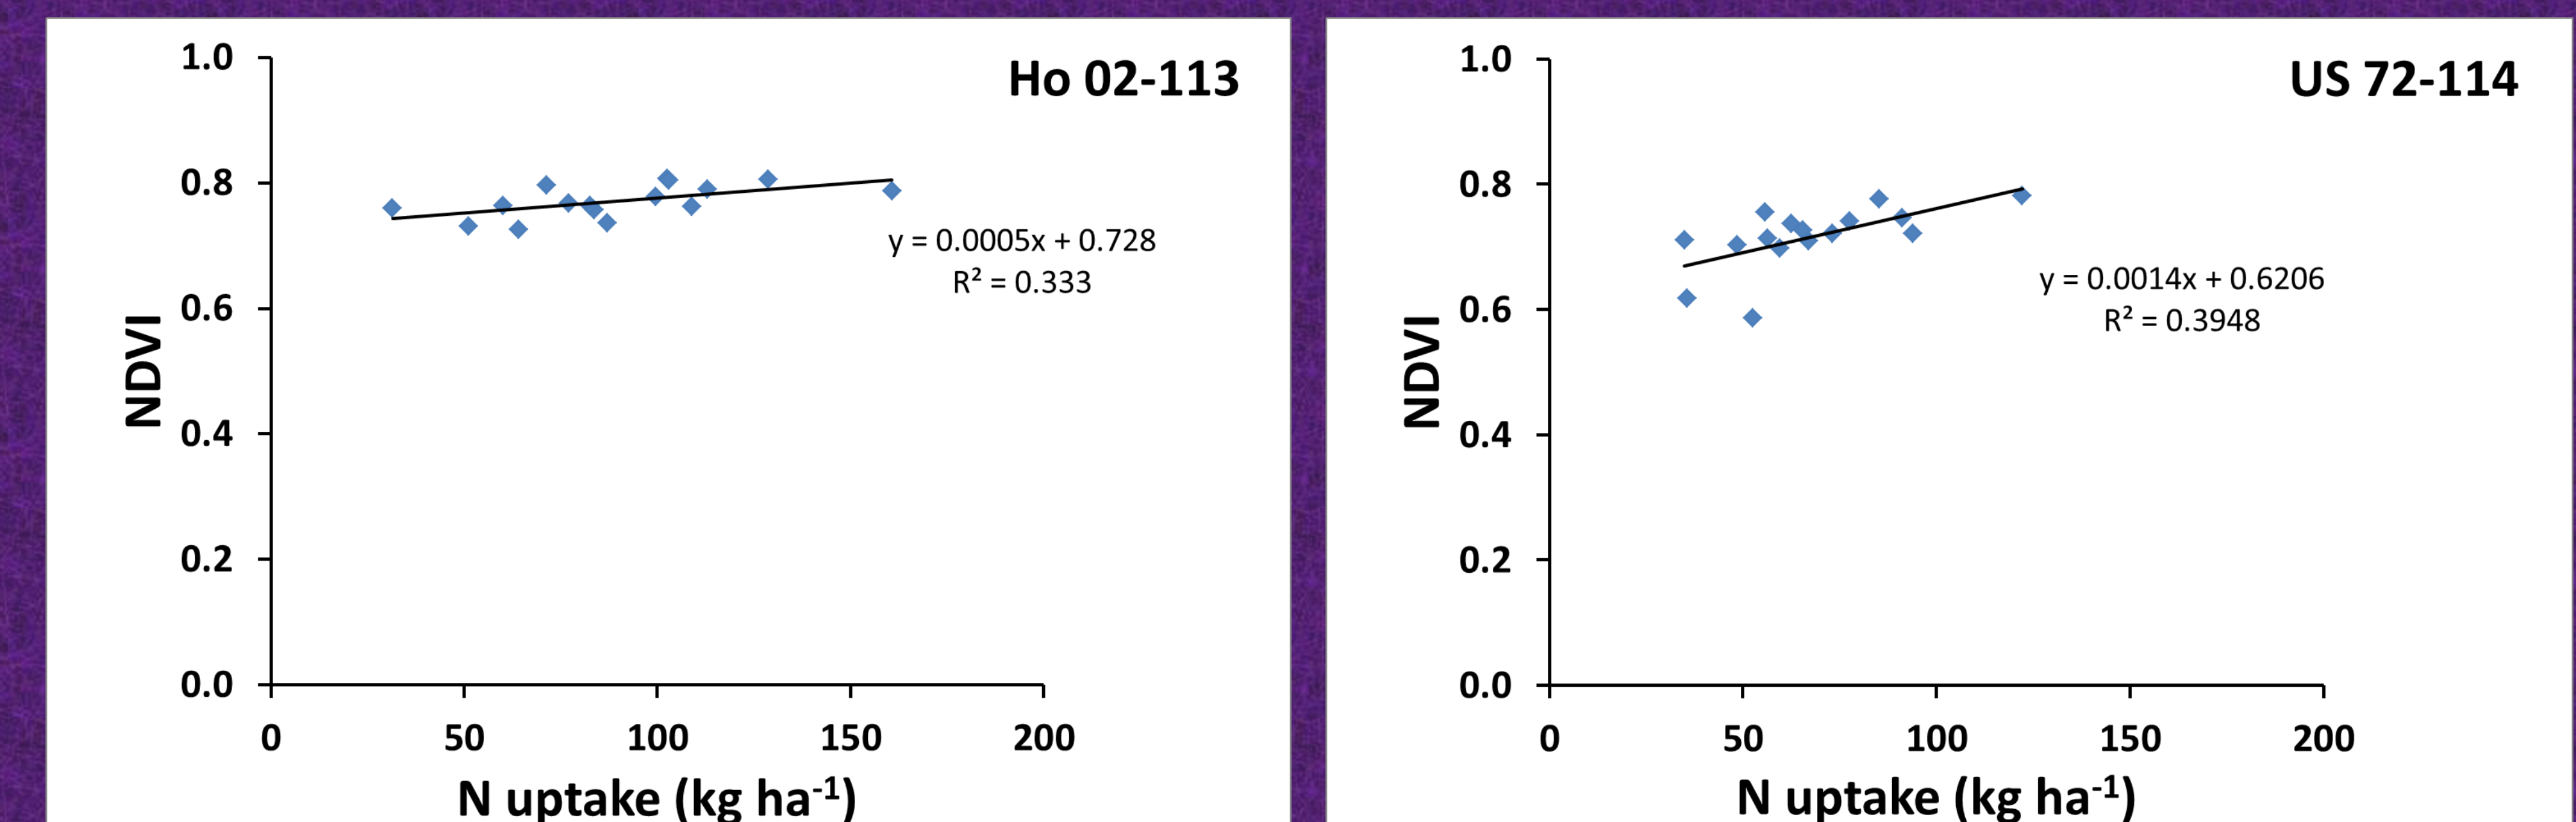 Ho 02-113
1.0
0.8
0.6
0.4
0.2
0.0
NDVI
y = 0.0005x + 0.728
R² = 0.333
0 50 100 150 200
N uptake (kg ha⁻¹)
US 72-114
1.0
0.8
0.6
0.4
0.2
0.0
NDVI
y = 0.0014x + 0.6206
R² = 0.3948
0 50 100 150 200
N uptake (kg ha⁻¹)